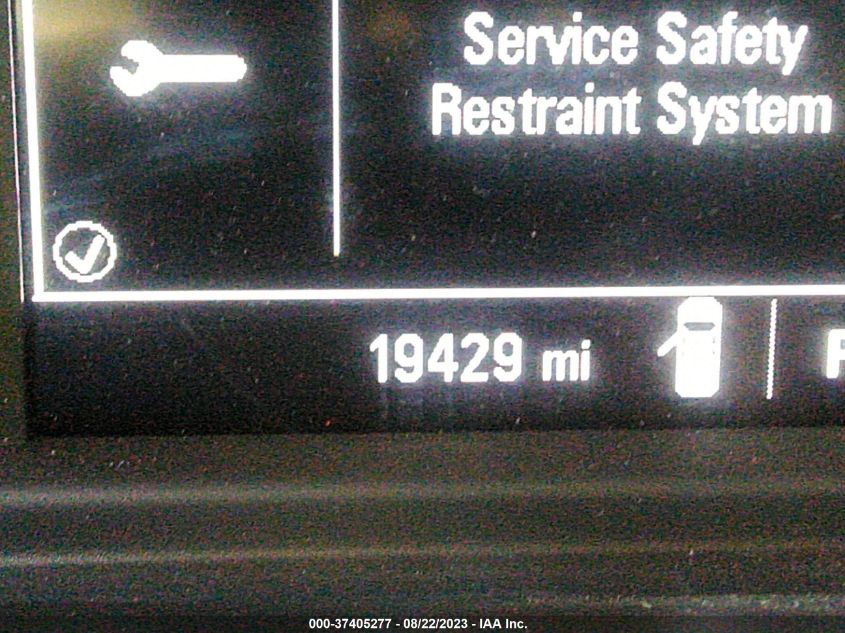 Service Safety
Restraint System
19429 mi
000-37405277 - 08/22/2023 - IAA Inc.